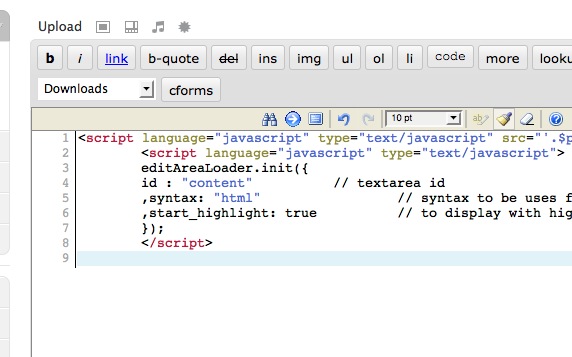 Upload
b i link b-quote del ins img ul ol li code more
Downloads cforms
10 pt
1 <script language="javascript" type="text/javascript" src="'.$p
2 <script language="javascript" type="text/javascript">
3 editAreaLoader.init({
4 id : "content" // textarea id
5 ,syntax: "html" // syntax to be uses f
6 ,start_highlight: true // to display with hig
7 });
8 </script>
9